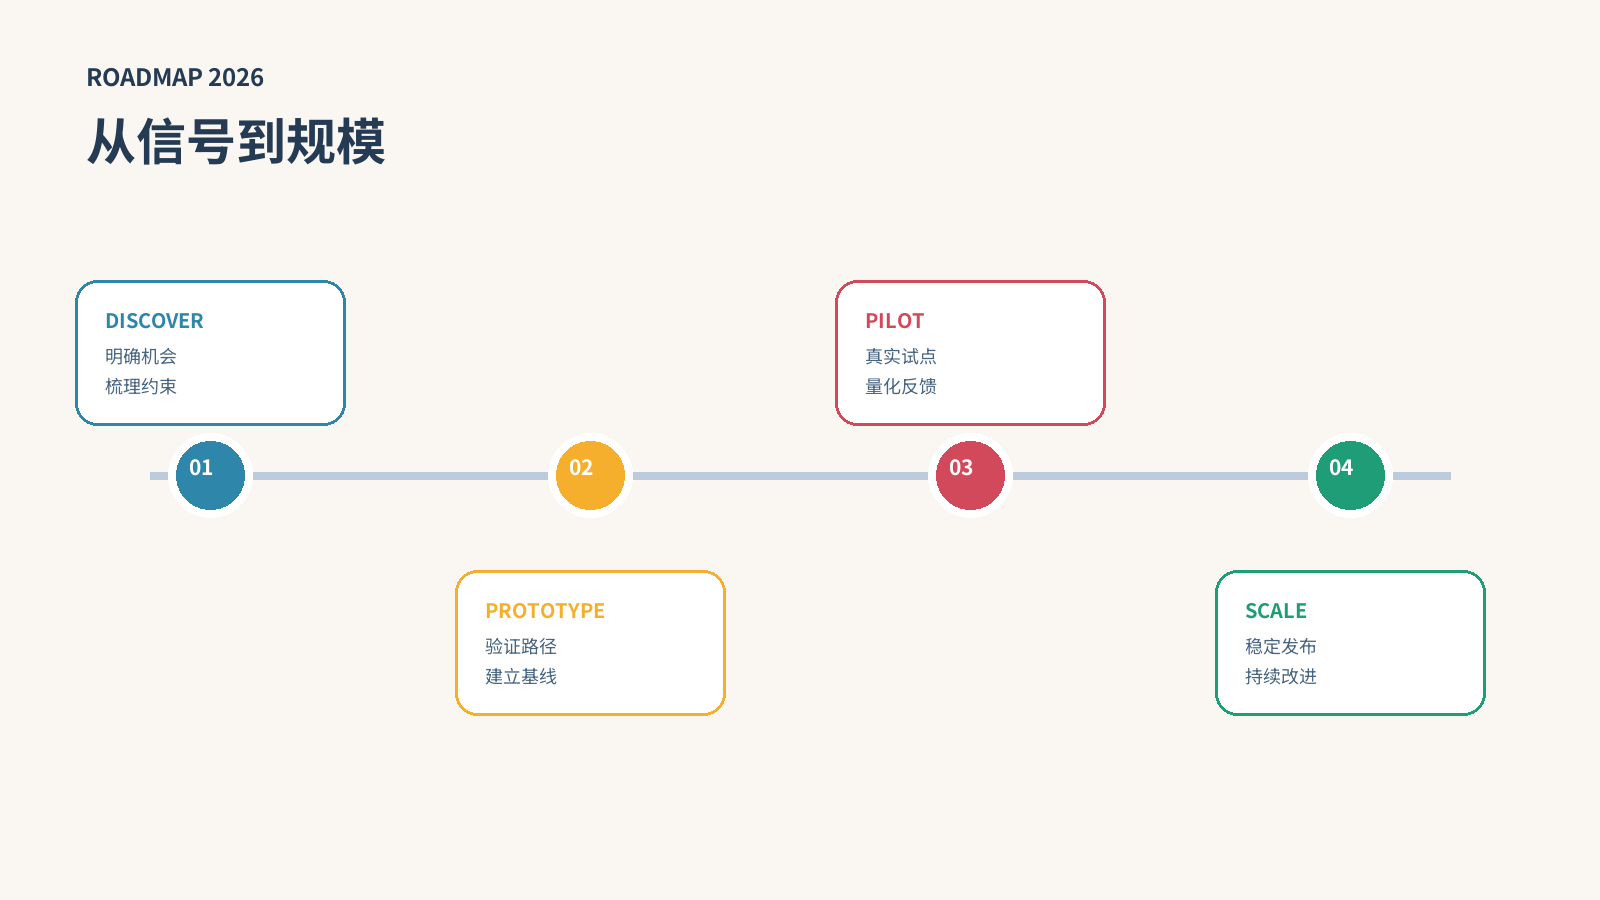 ROADMAP 2026
从信号到规模
DISCOVER
明确机会
梳理约束
PILOT
真实试点
量化反馈
01
02
03
04
PROTOTYPE
验证路径
建立基线
SCALE
稳定发布
持续改进